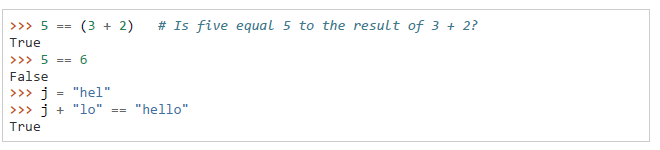 >>> 5 == (3 + 2)   # Is five equal 5 to the result of 3 + 2?
True
>>> 5 == 6
False
>>> j = "hel"
>>> j + "lo" == "hello"
True